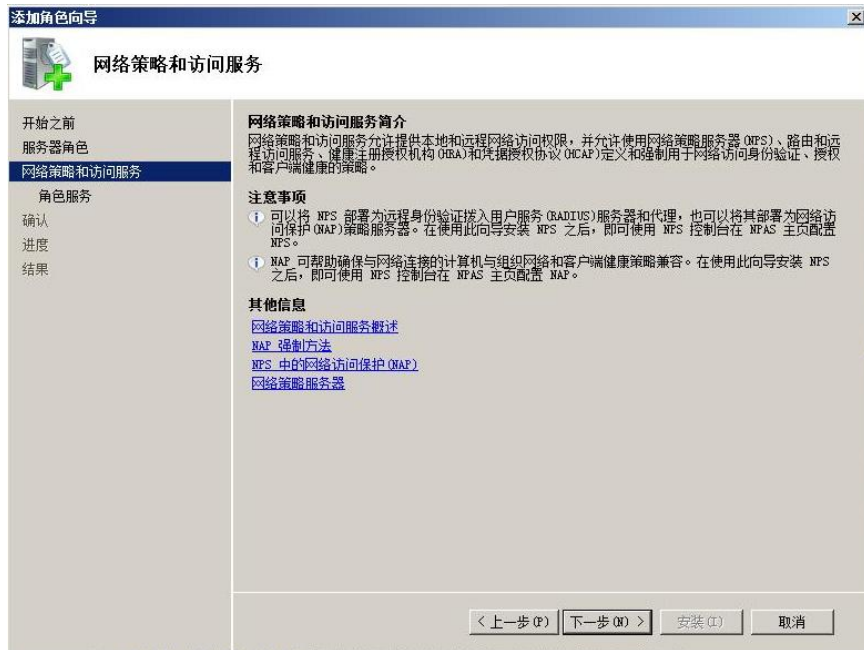 添加角色向导
网络策略和访问服务
开始之前
服务器角色
网络策略和访问服务
角色服务
确认
进度
结果
网络策略和访问服务简介
网络策略和访问服务允许提供本地和远程网络访问权限，并允许使用网络策略服务器(NPS)、路由和远
程访问服务、健康注册授权机构(HRA)和凭据授权协议(HCAP)定义和强制用于网络访问身份验证、授权
和客户端健康的策略。
注意事项
可以将 NPS 部署为远程身份验证拨入用户服务(RADIUS)服务器和代理，也可以将其部署为网络访
问保护(NAP)策略服务器。在使用此向导安装 NPS 之后，即可使用 NPS 控制台在 NPAS 主页配置
NPS。
NAP 可帮助确保与网络连接的计算机与组织网络和客户端健康策略兼容。在使用此向导安装 NPS
之后，即可使用 NPS 控制台在 NPAS 主页配置 NAP。
其他信息
网络策略和访问服务概述
NAP 强制方法
NPS 中的网络访问保护(NAP)
网络策略服务器
< 上一步(P) 下一步(N) > 安装(I) 取消